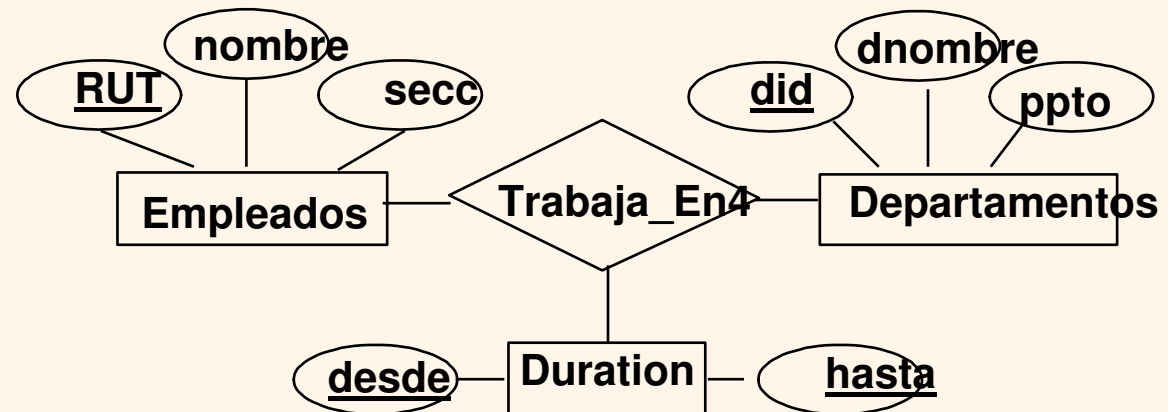 nombre
RUT
secc
dnombre
did
ppto
Empleados
Trabaja_En4
Departamentos
desde
Duration
hasta